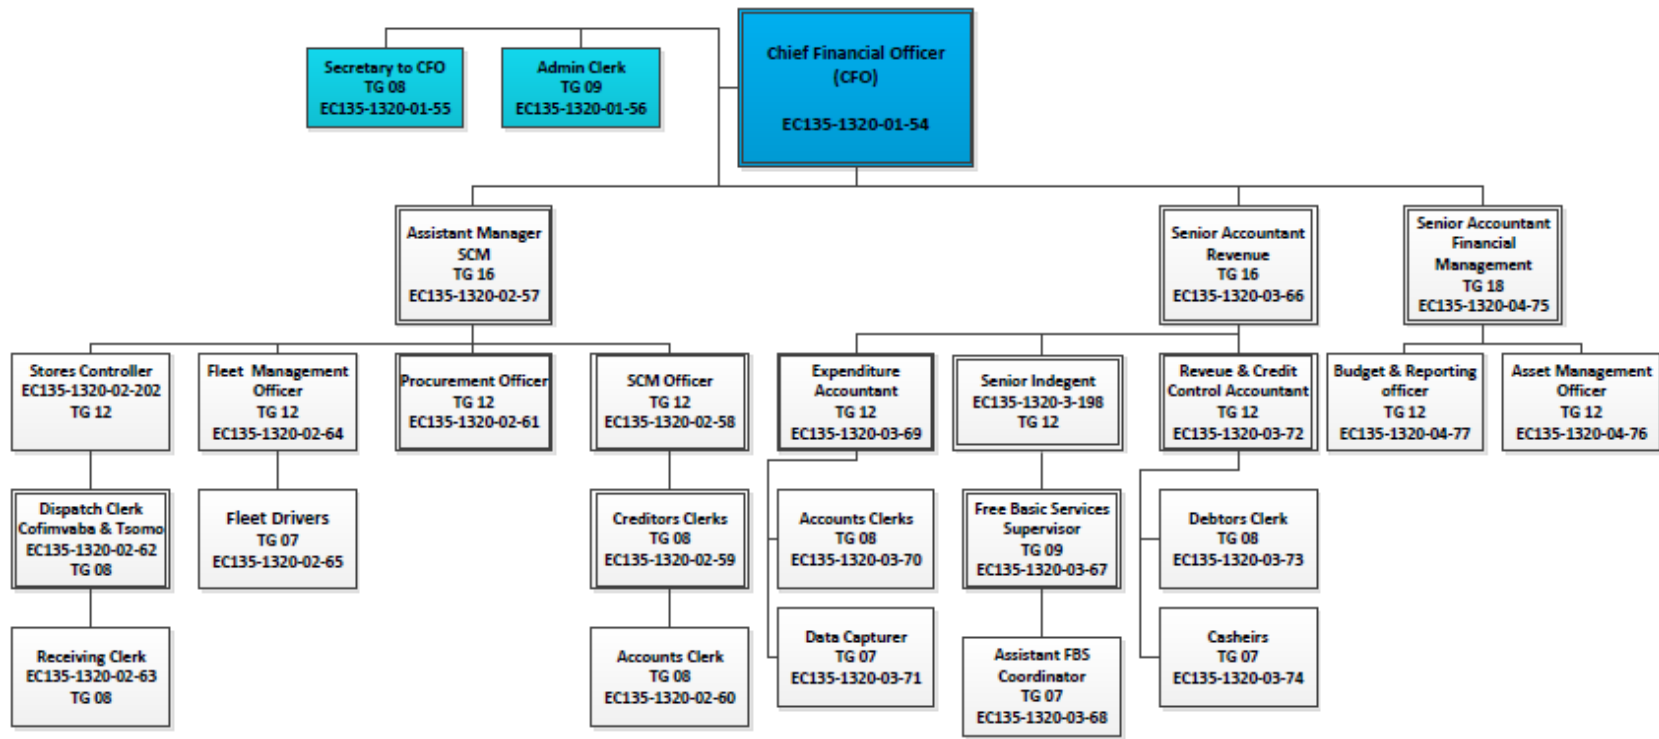 Chief Financial Officer
(CFO)
EC135-1320-01-54
Secretary to CFO
TG 08
EC135-1320-01-55
Admin Clerk
TG 09
EC135-1320-01-56
Assistant Manager
SCM
TG 16
EC135-1320-02-57
Senior Accountant
Revenue
TG 16
EC135-1320-03-66
Senior Accountant
Financial
Management
TG 18
EC135-1320-04-75
Stores Controller
EC135-1320-02-202
TG 12
Fleet Management
Officer
TG 12
EC135-1320-02-64
Procurement Officer
TG 12
EC135-1320-02-61
SCM Officer
TG 12
EC135-1320-02-58
Expenditure
Accountant
TG 12
EC135-1320-03-69
Senior Indegent
EC135-1320-3-198
TG 12
Reveue & Credit
Control Accountant
TG 12
EC135-1320-03-72
Budget & Reporting
officer
TG 12
EC135-1320-04-77
Asset Management
Officer
TG 12
EC135-1320-04-76
Dispatch Clerk
Cofimvaba & Tsomo
EC135-1320-02-62
TG 08
Fleet Drivers
TG 07
EC135-1320-02-65
Creditors Clerks
TG 08
EC135-1320-02-59
Accounts Clerks
TG 08
EC135-1320-03-70
Free Basic Services
Supervisor
TG 09
EC135-1320-03-67
Debtors Clerk
TG 08
EC135-1320-03-73
Receiving Clerk
EC135-1320-02-63
TG 08
Accounts Clerk
TG 08
EC135-1320-02-60
Data Capturer
TG 07
EC135-1320-03-71
Assistant FBS
Coordinator
TG 07
EC135-1320-03-68
Casheirs
TG 07
EC135-1320-03-74